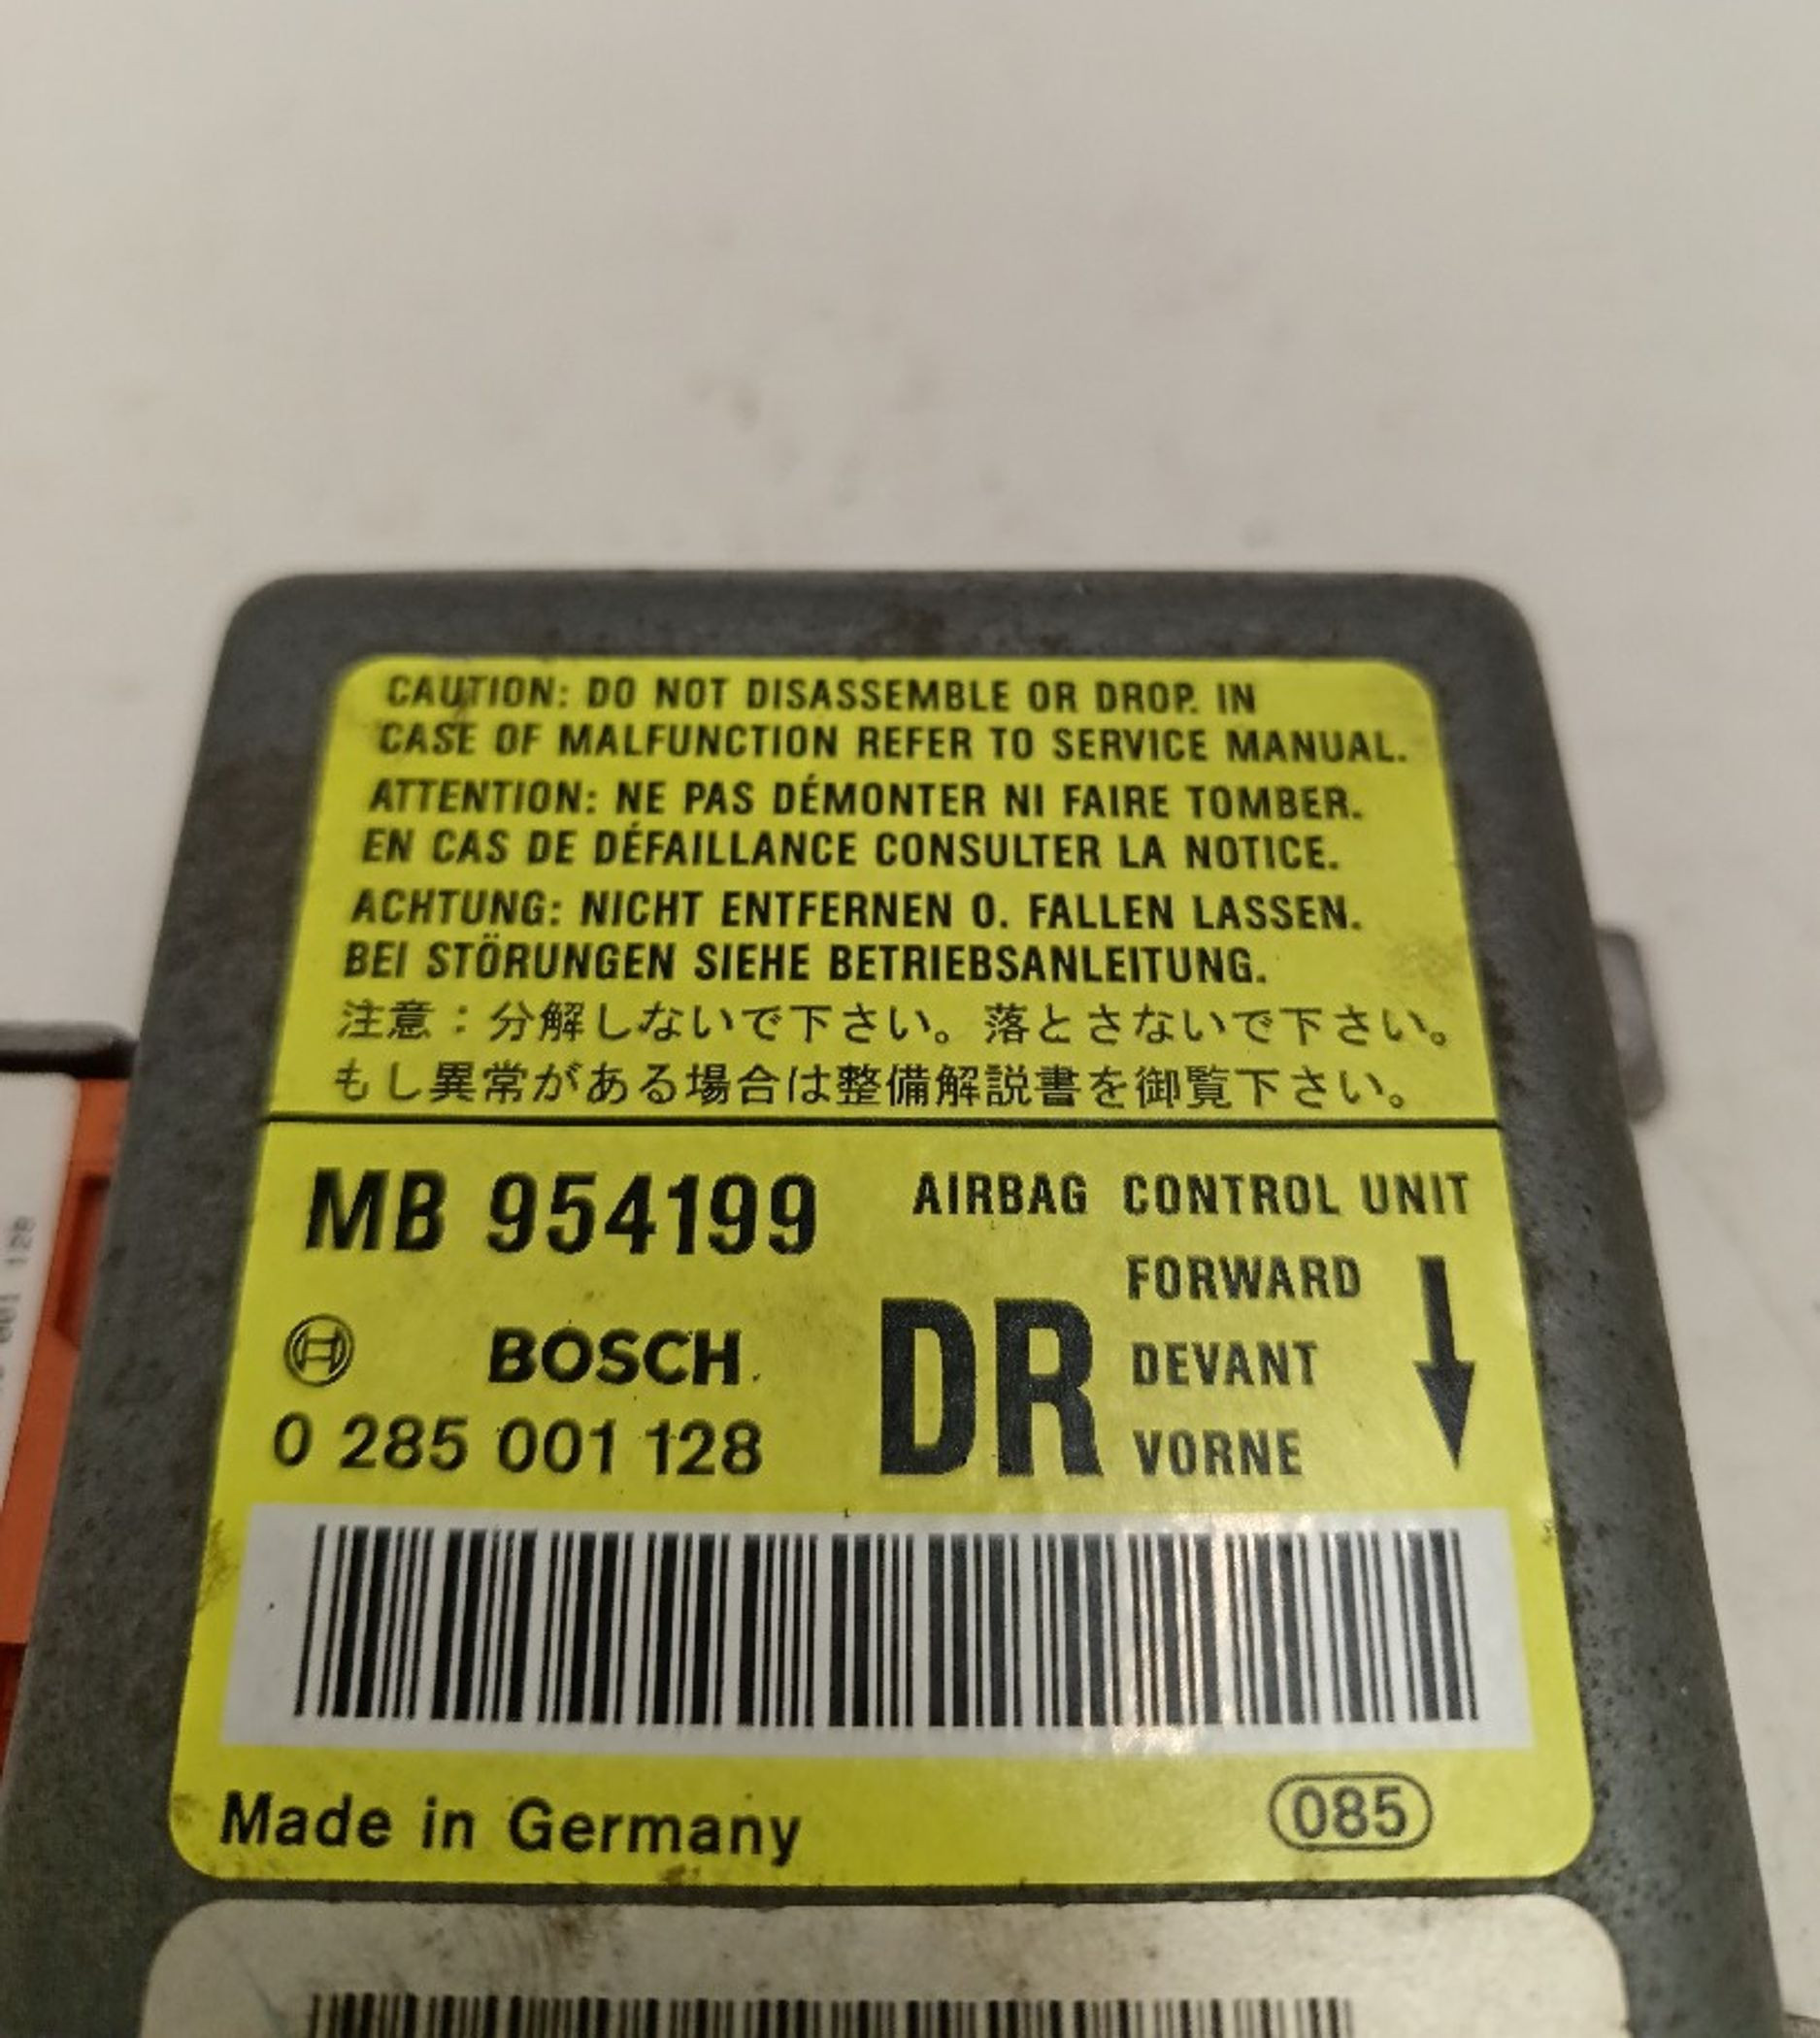 CAUTION: DO NOT DISASSEMBLE OR DROP. IN
CASE OF MALFUNCTION REFER TO SERVICE MANUAL.
ATTENTION: NE PAS DÉMONTER NI FAIRE TOMBER.
EN CAS DE DÉFAILLANCE CONSULTER LA NOTICE.
ACHTUNG: NICHT ENTFERNEN O. FALLEN LASSEN.
BEI STÖRUNGEN SIEHE BETRIEBSANLEITUNG.
注意：分解しないで下さい。落とさないで下さい。
もし異常がある場合は整備解説書を御覧下さい。
MB 954199 AIRBAG CONTROL UNIT
FORWARD
BOSCH DR DEVANT
0 285 001 128 VORNE
Made in Germany 085
001 128